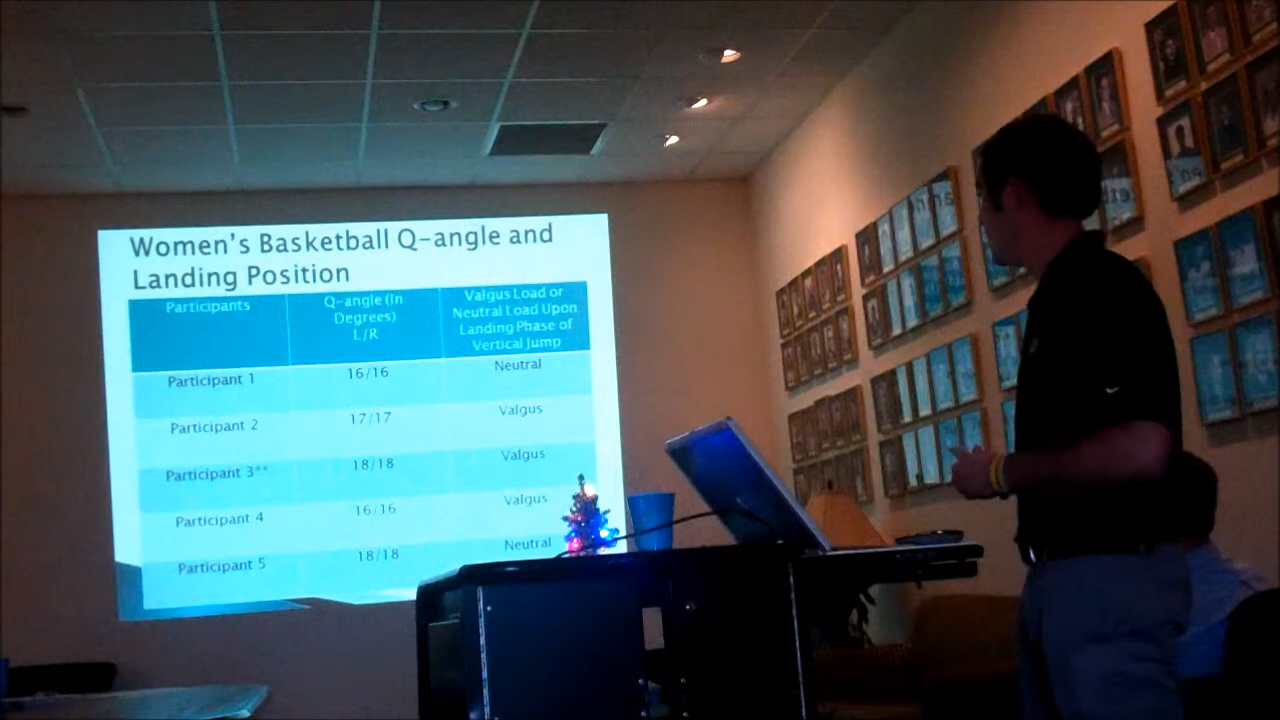 Women's Basketball Q-angle and
Landing Position
Participants
Q-angle (In
Degrees)
L/R
Valgus Load or
Neutral Load Upon
Landing Phase of
Vertical Jump
Participant 1 16/16 Neutral
Participant 2 17/17 Valgus
Participant 3** 18/18 Valgus
Participant 4 16/16 Valgus
Participant 5 18/18 Neutral